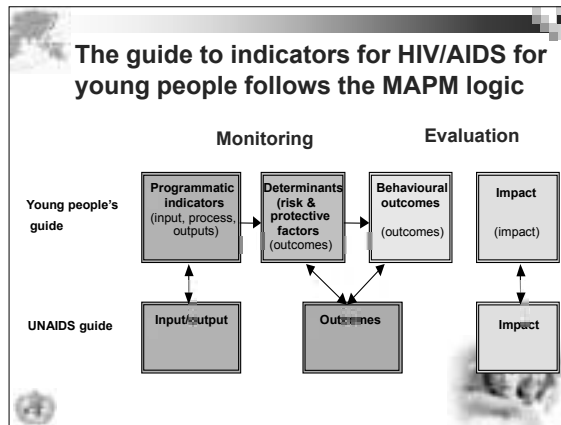 The guide to indicators for HIV/AIDS for
young people follows the MAPM logic
Monitoring
Evaluation
Young people's
guide
Programmatic
indicators
(input, process,
outputs)
Determinants
(risk &
protective
factors
(outcomes)
Behavioural
outcomes
(outcomes)
Impact
(impact)
UNAIDS guide
Input/output
Outcomes
Impact